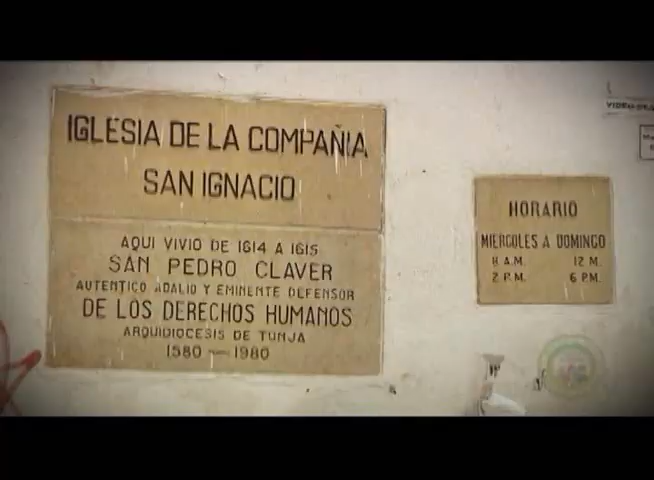 IGLESIA DE LA COMPAÑIA
SAN IGNACIO
AQUI VIVIO DE 1614 A 1615
SAN PEDRO CLAVER
AUTENTICO ADALID Y EMINENTE DEFENSOR
DE LOS DERECHOS HUMANOS
ARQUIDIOCESIS DE TUNJA
1580 — 1980
HORARIO
MIERCOLES A DOMINGO
8 A.M. 12 M.
2 P.M. 6 P.M.